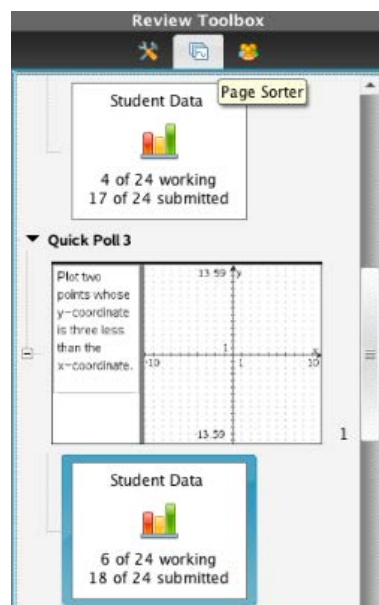 Review Toolbox
Page Sorter
Student Data
4 of 24 working
17 of 24 submitted
Quick Poll 3
Plot two
points whose
y-coordinate
is three less
than the
x-coordinate.
13.59 y
1
x
-10 1 10
-13.59
1
Student Data
6 of 24 working
18 of 24 submitted